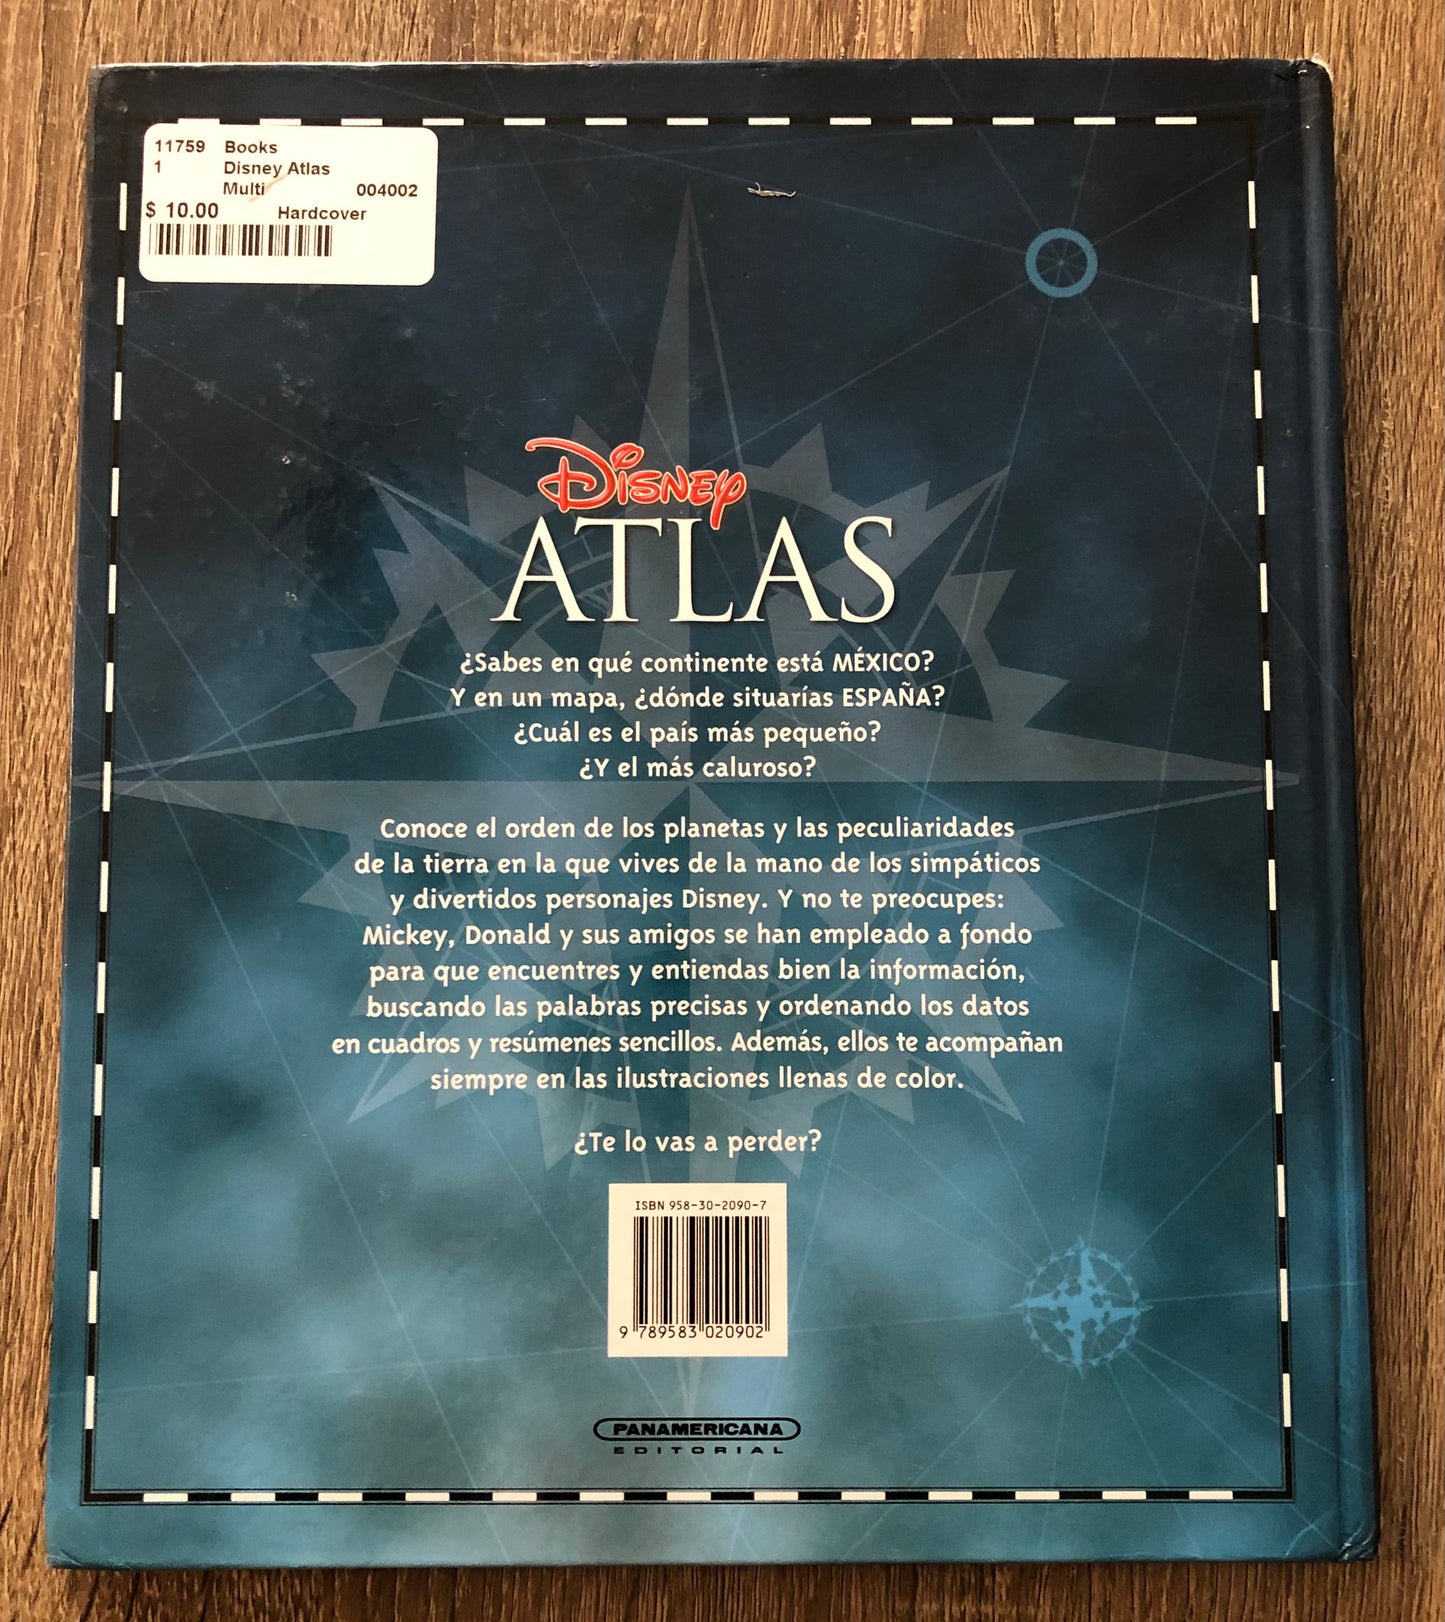 11759 Books
1 Disney Atlas
Multi 004002
$ 10.00 Hardcover
Disney
ATLAS
¿Sabes en qué continente está MÉXICO?
Y en un mapa, ¿dónde situarías ESPAÑA?
¿Cuál es el país más pequeño?
¿Y el más caluroso?
Conoce el orden de los planetas y las peculiaridades
de la tierra en la que vives de la mano de los simpáticos
y divertidos personajes Disney. Y no te preocupes:
Mickey, Donald y sus amigos se han empleado a fondo
para que encuentres y entiendas bien la información,
buscando las palabras precisas y ordenando los datos
en cuadros y resúmenes sencillos. Además, ellos te acompañan
siempre en las ilustraciones llenas de color.
¿Te lo vas a perder?
ISBN 958-30-2090-7
9 789583 020902
PANAMERICANA
EDITORIAL